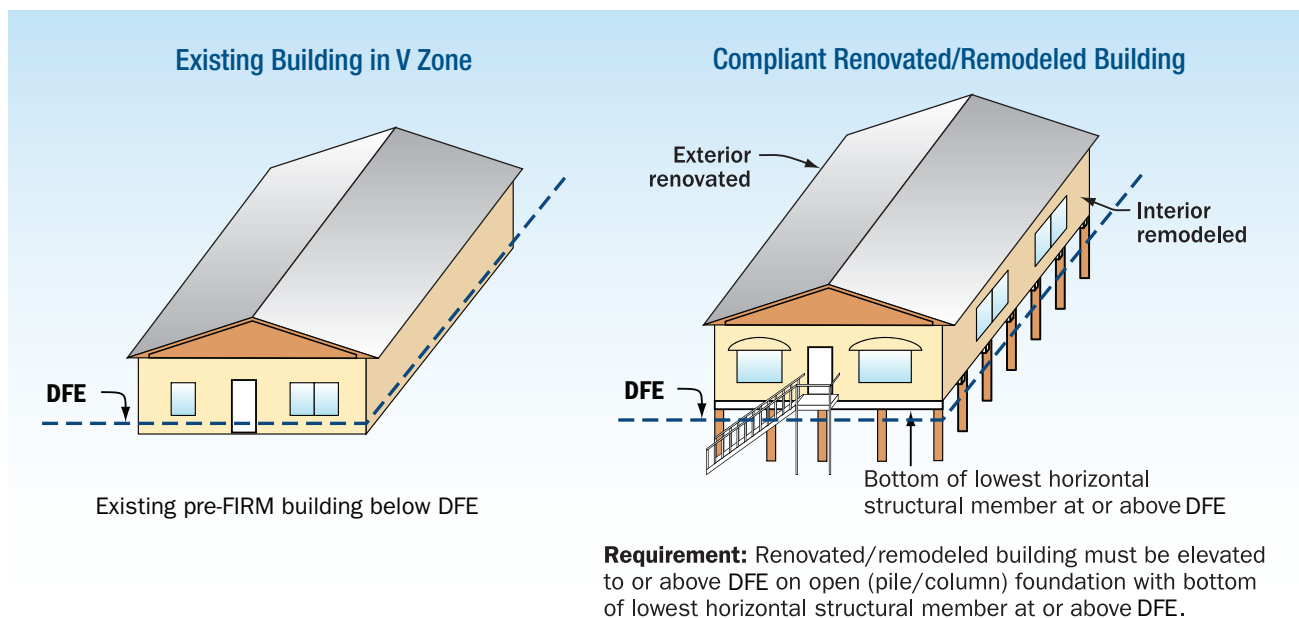 Existing Building in V Zone
DFE
Existing pre-FIRM building below DFE
Compliant Renovated/Remodeled Building
Exterior
renovated
Interior
remodeled
DFE
Bottom of lowest horizontal
structural member at or above DFE
Requirement: Renovated/remodeled building must be elevated
to or above DFE on open (pile/column) foundation with bottom
of lowest horizontal structural member at or above DFE.